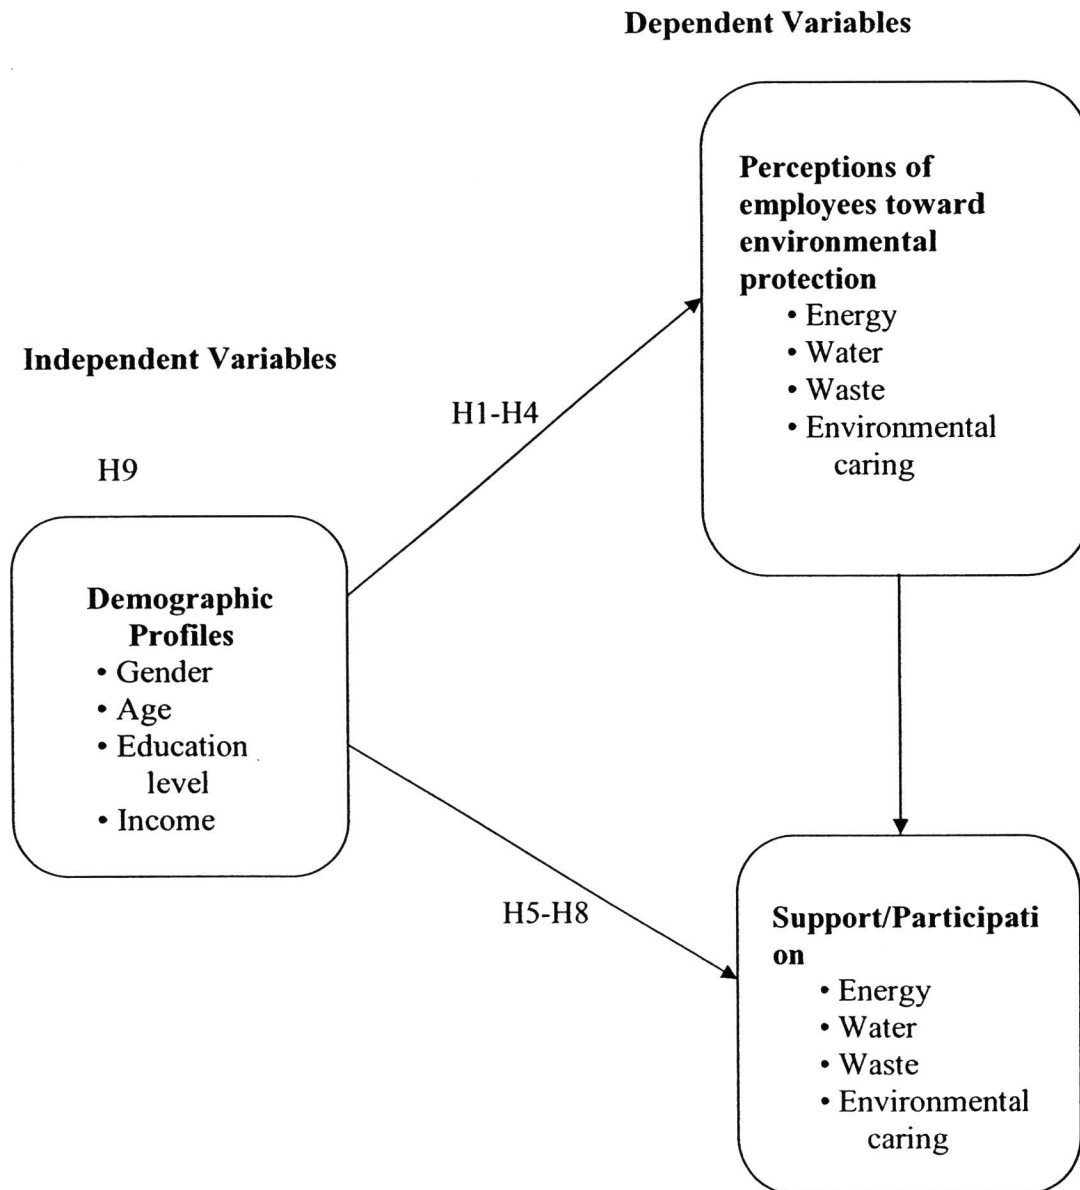 Dependent Variables
Perceptions of
employees toward
environmental
protection
• Energy
• Water
• Waste
• Environmental
caring
Independent Variables
H1-H4
H9
Demographic
Profiles
• Gender
• Age
• Education
level
• Income
H5-H8
Support/Participati
on
• Energy
• Water
• Waste
• Environmental
caring